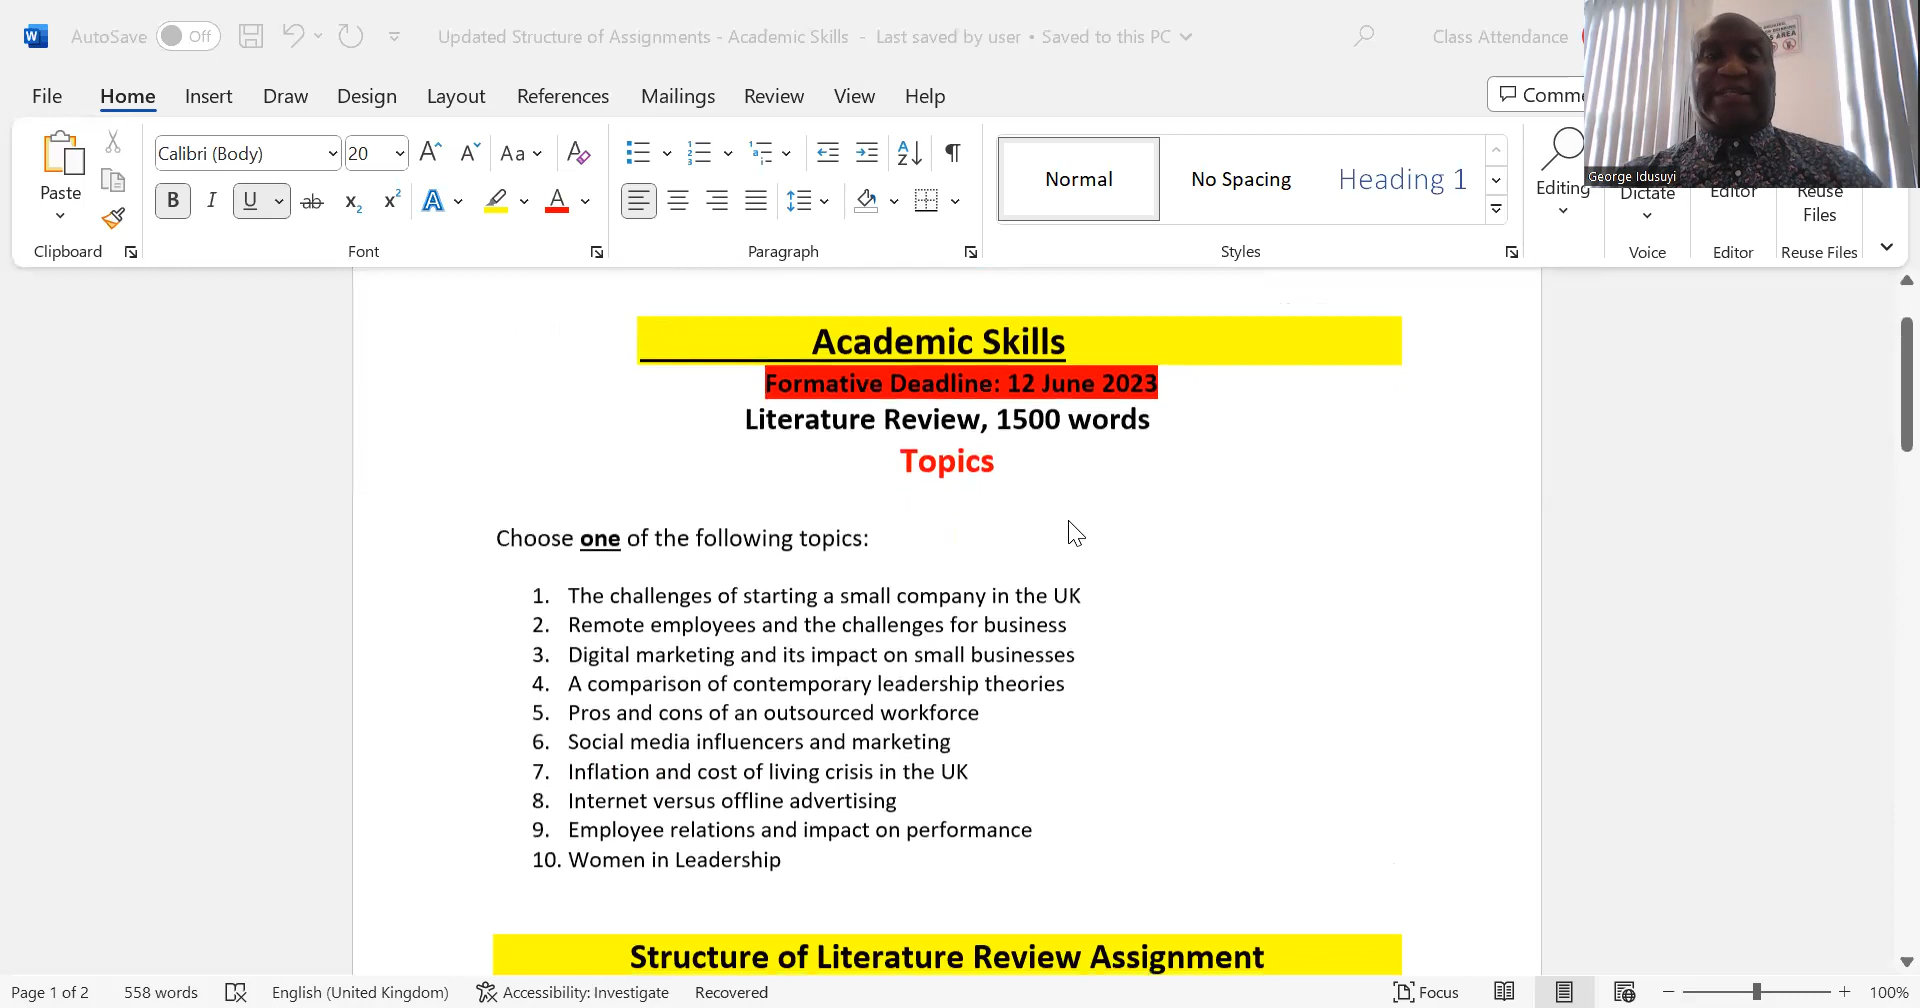 AutoSave Off
Updated Structure of Assignments - Academic Skills - Last saved by user • Saved to this PC
Class Attendance
File Home Insert Draw Design Layout References Mailings Review View Help
Comme
Calibri (Body) 20
Paste
Normal No Spacing Heading 1
Editing Dictate Editor Reuse Files
Clipboard Font Paragraph Styles Voice Editor Reuse Files
George Idusuyi
Academic Skills
Formative Deadline: 12 June 2023
Literature Review, 1500 words
Topics
Choose one of the following topics:
1. The challenges of starting a small company in the UK
2. Remote employees and the challenges for business
3. Digital marketing and its impact on small businesses
4. A comparison of contemporary leadership theories
5. Pros and cons of an outsourced workforce
6. Social media influencers and marketing
7. Inflation and cost of living crisis in the UK
8. Internet versus offline advertising
9. Employee relations and impact on performance
10. Women in Leadership
Structure of Literature Review Assignment
Page 1 of 2 558 words English (United Kingdom) Accessibility: Investigate Recovered Focus 100%